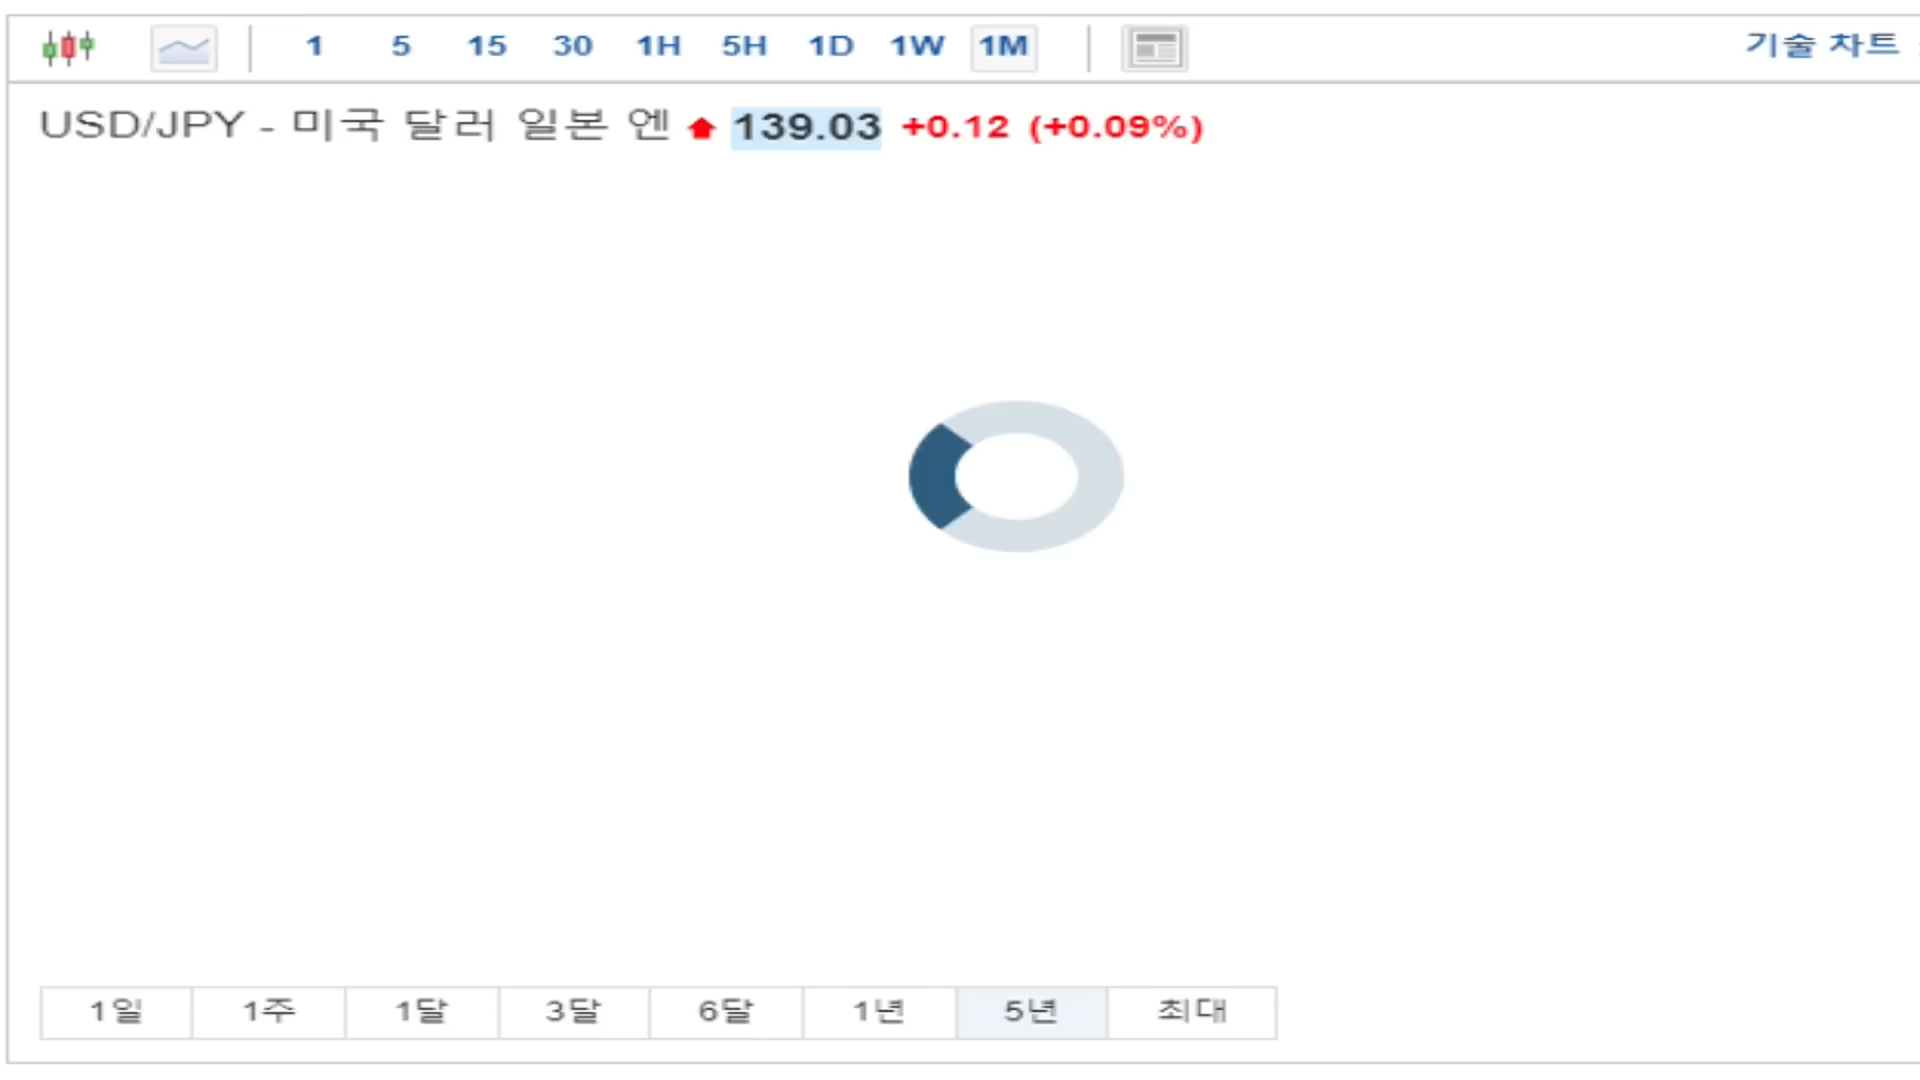 1 5 15 30 1H 5H 1D 1W 1M 기술 차트
USD/JPY - 미국 달러 일본 엔 139.03 +0.12 (+0.09%)
1일 1주 1달 3달 6달 1년 5년 최대